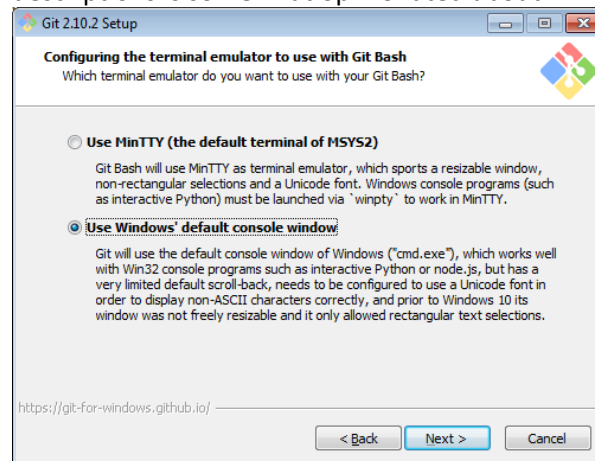 Git 2.10.2 Setup
Configuring the terminal emulator to use with Git Bash
Which terminal emulator do you want to use with your Git Bash?
Use MinTTY (the default terminal of MSYS2)
Git Bash will use MinTTY as terminal emulator, which sports a resizable window,
non-rectangular selections and a Unicode font. Windows console programs (such
as interactive Python) must be launched via `winpty` to work in MinTTY.
Use Windows' default console window
Git will use the default console window of Windows ("cmd.exe"), which works well
with Win32 console programs such as interactive Python or node.js, but has a
very limited default scroll-back, needs to be configured to use a Unicode font in
order to display non-ASCII characters correctly, and prior to Windows 10 its
window was not freely resizable and it only allowed rectangular text selections.
https://git-for-windows.github.io/
< Back
Next >
Cancel